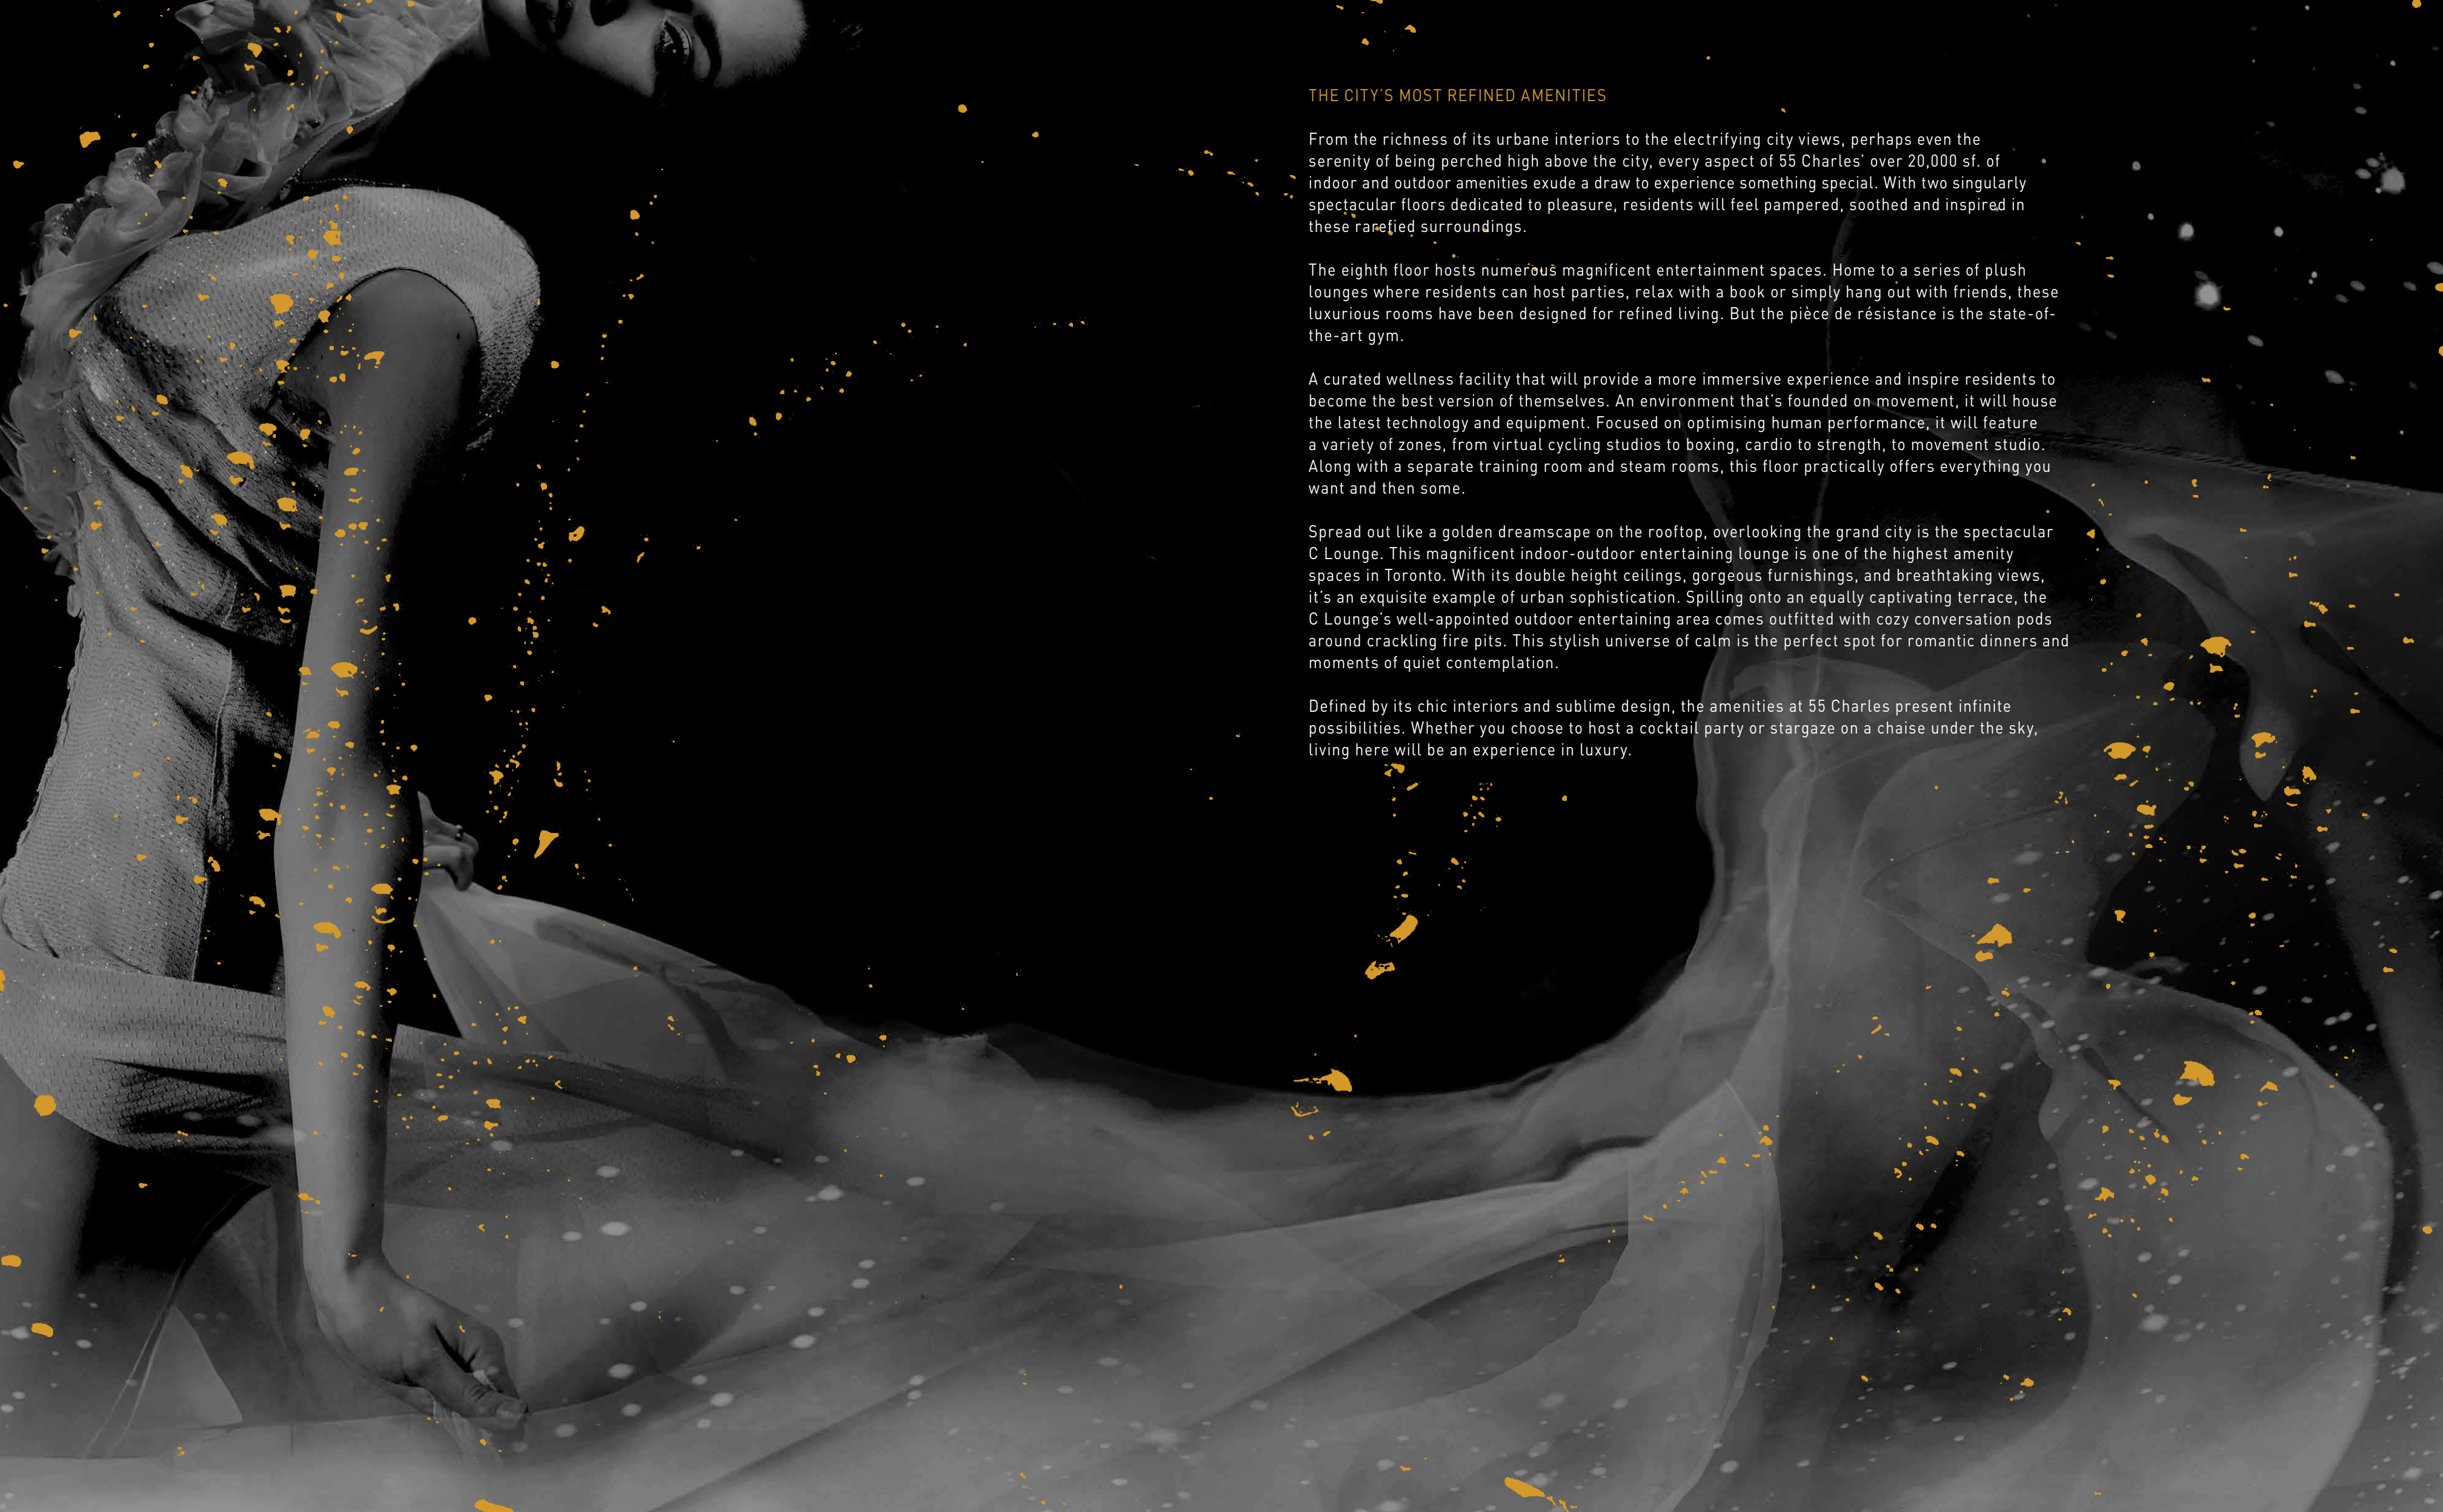 THE CITY'S MOST REFINED AMENITIES
From the richness of its urbane interiors to the electrifying city views, perhaps even the
serenity of being perched high above the city, every aspect of 55 Charles' over 20,000 sf. of
indoor and outdoor amenities exude a draw to experience something special. With two singularly
spectacular floors dedicated to pleasure, residents will feel pampered, soothed and inspired in
these rarefied surroundings.
The eighth floor hosts numerous magnificent entertainment spaces. Home to a series of plush
lounges where residents can host parties, relax with a book or simply hang out with friends, these
luxurious rooms have been designed for refined living. But the pièce de résistance is the state-of-
the-art gym.
A curated wellness facility that will provide a more immersive experience and inspire residents to
become the best version of themselves. An environment that's founded on movement, it will house
the latest technology and equipment. Focused on optimising human performance, it will feature
a variety of zones, from virtual cycling studios to boxing, cardio to strength, to movement studio.
Along with a separate training room and steam rooms, this floor practically offers everything you
want and then some.
Spread out like a golden dreamscape on the rooftop, overlooking the grand city is the spectacular
C Lounge. This magnificent indoor-outdoor entertaining lounge is one of the highest amenity
spaces in Toronto. With its double height ceilings, gorgeous furnishings, and breathtaking views,
it's an exquisite example of urban sophistication. Spilling onto an equally captivating terrace, the
C Lounge's well-appointed outdoor entertaining area comes outfitted with cozy conversation pods
around crackling fire pits. This stylish universe of calm is the perfect spot for romantic dinners and
moments of quiet contemplation.
Defined by its chic interiors and sublime design, the amenities at 55 Charles present infinite
possibilities. Whether you choose to host a cocktail party or stargaze on a chaise under the sky,
living here will be an experience in luxury.